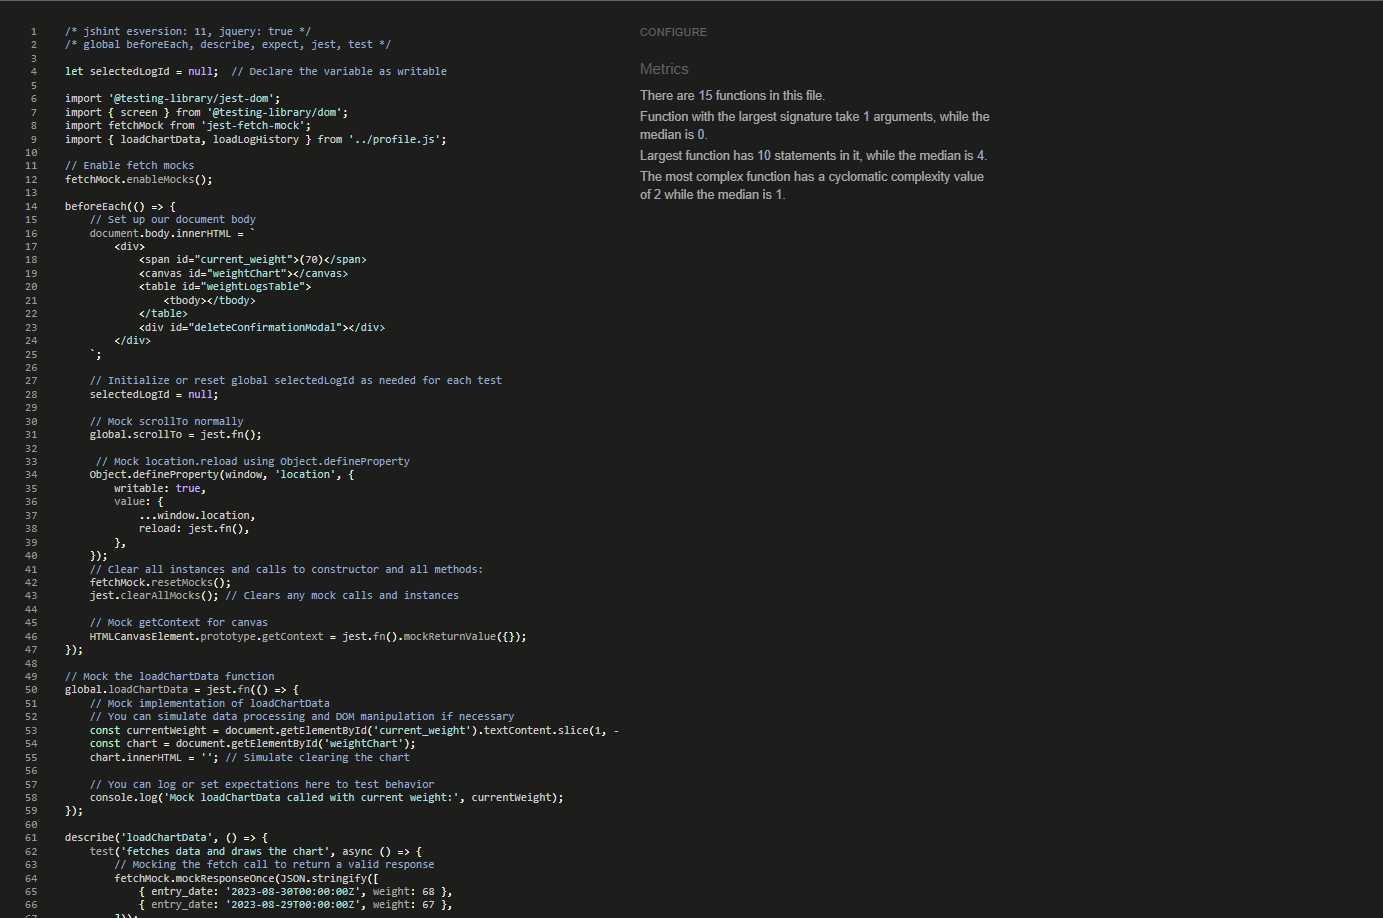 1 /* jshint esversion: 11, jquery: true */
2 /* global beforeEach, describe, expect, jest, test */
3
4 let selectedLogId = null;  // Declare the variable as writable
5
6 import '@testing-library/jest-dom';
7 import { screen } from '@testing-library/dom';
8 import fetchMock from 'jest-fetch-mock';
9 import { loadChartData, loadLogHistory } from '../profile.js';
10
11 // Enable fetch mocks
12 fetchMock.enableMocks();
13
14 beforeEach(() => {
15     // Set up our document body
16     document.body.innerHTML = `
17         <div>
18             <span id="current_weight">(70)</span>
19             <canvas id="weightChart"></canvas>
20             <table id="weightLogsTable">
21                 <tbody></tbody>
22             </table>
23             <div id="deleteConfirmationModal"></div>
24         </div>
25     `;
26
27     // Initialize or reset global selectedLogId as needed for each test
28     selectedLogId = null;
29
30     // Mock scrollTo normally
31     global.scrollTo = jest.fn();
32
33      // Mock location.reload using Object.defineProperty
34     Object.defineProperty(window, 'location', {
35         writable: true,
36         value: {
37             ...window.location,
38             reload: jest.fn(),
39         },
40     });
41     // Clear all instances and calls to constructor and all methods:
42     fetchMock.resetMocks();
43     jest.clearAllMocks(); // Clears any mock calls and instances
44
45     // Mock getContext for canvas
46     HTMLCanvasElement.prototype.getContext = jest.fn().mockReturnValue({});
47 });
48
49 // Mock the loadChartData function
50 global.loadChartData = jest.fn(() => {
51     // Mock implementation of loadChartData
52     // You can simulate data processing and DOM manipulation if necessary
53     const currentWeight = document.getElementById('current_weight').textContent.slice(1, -
54     const chart = document.getElementById('weightChart');
55     chart.innerHTML = ''; // Simulate clearing the chart
56
57     // You can log or set expectations here to test behavior
58     console.log('Mock loadChartData called with current weight:', currentWeight);
59 });
60
61 describe('loadChartData', () => {
62     test('fetches data and draws the chart', async () => {
63         // Mocking the fetch call to return a valid response
64         fetchMock.mockResponseOnce(JSON.stringify([
65             { entry_date: '2023-08-30T00:00:00Z', weight: 68 },
66             { entry_date: '2023-08-29T00:00:00Z', weight: 67 },
67         ]));
CONFIGURE
Metrics
There are 15 functions in this file.
Function with the largest signature take 1 arguments, while the
median is 0.
Largest function has 10 statements in it, while the median is 4.
The most complex function has a cyclomatic complexity value
of 2 while the median is 1.